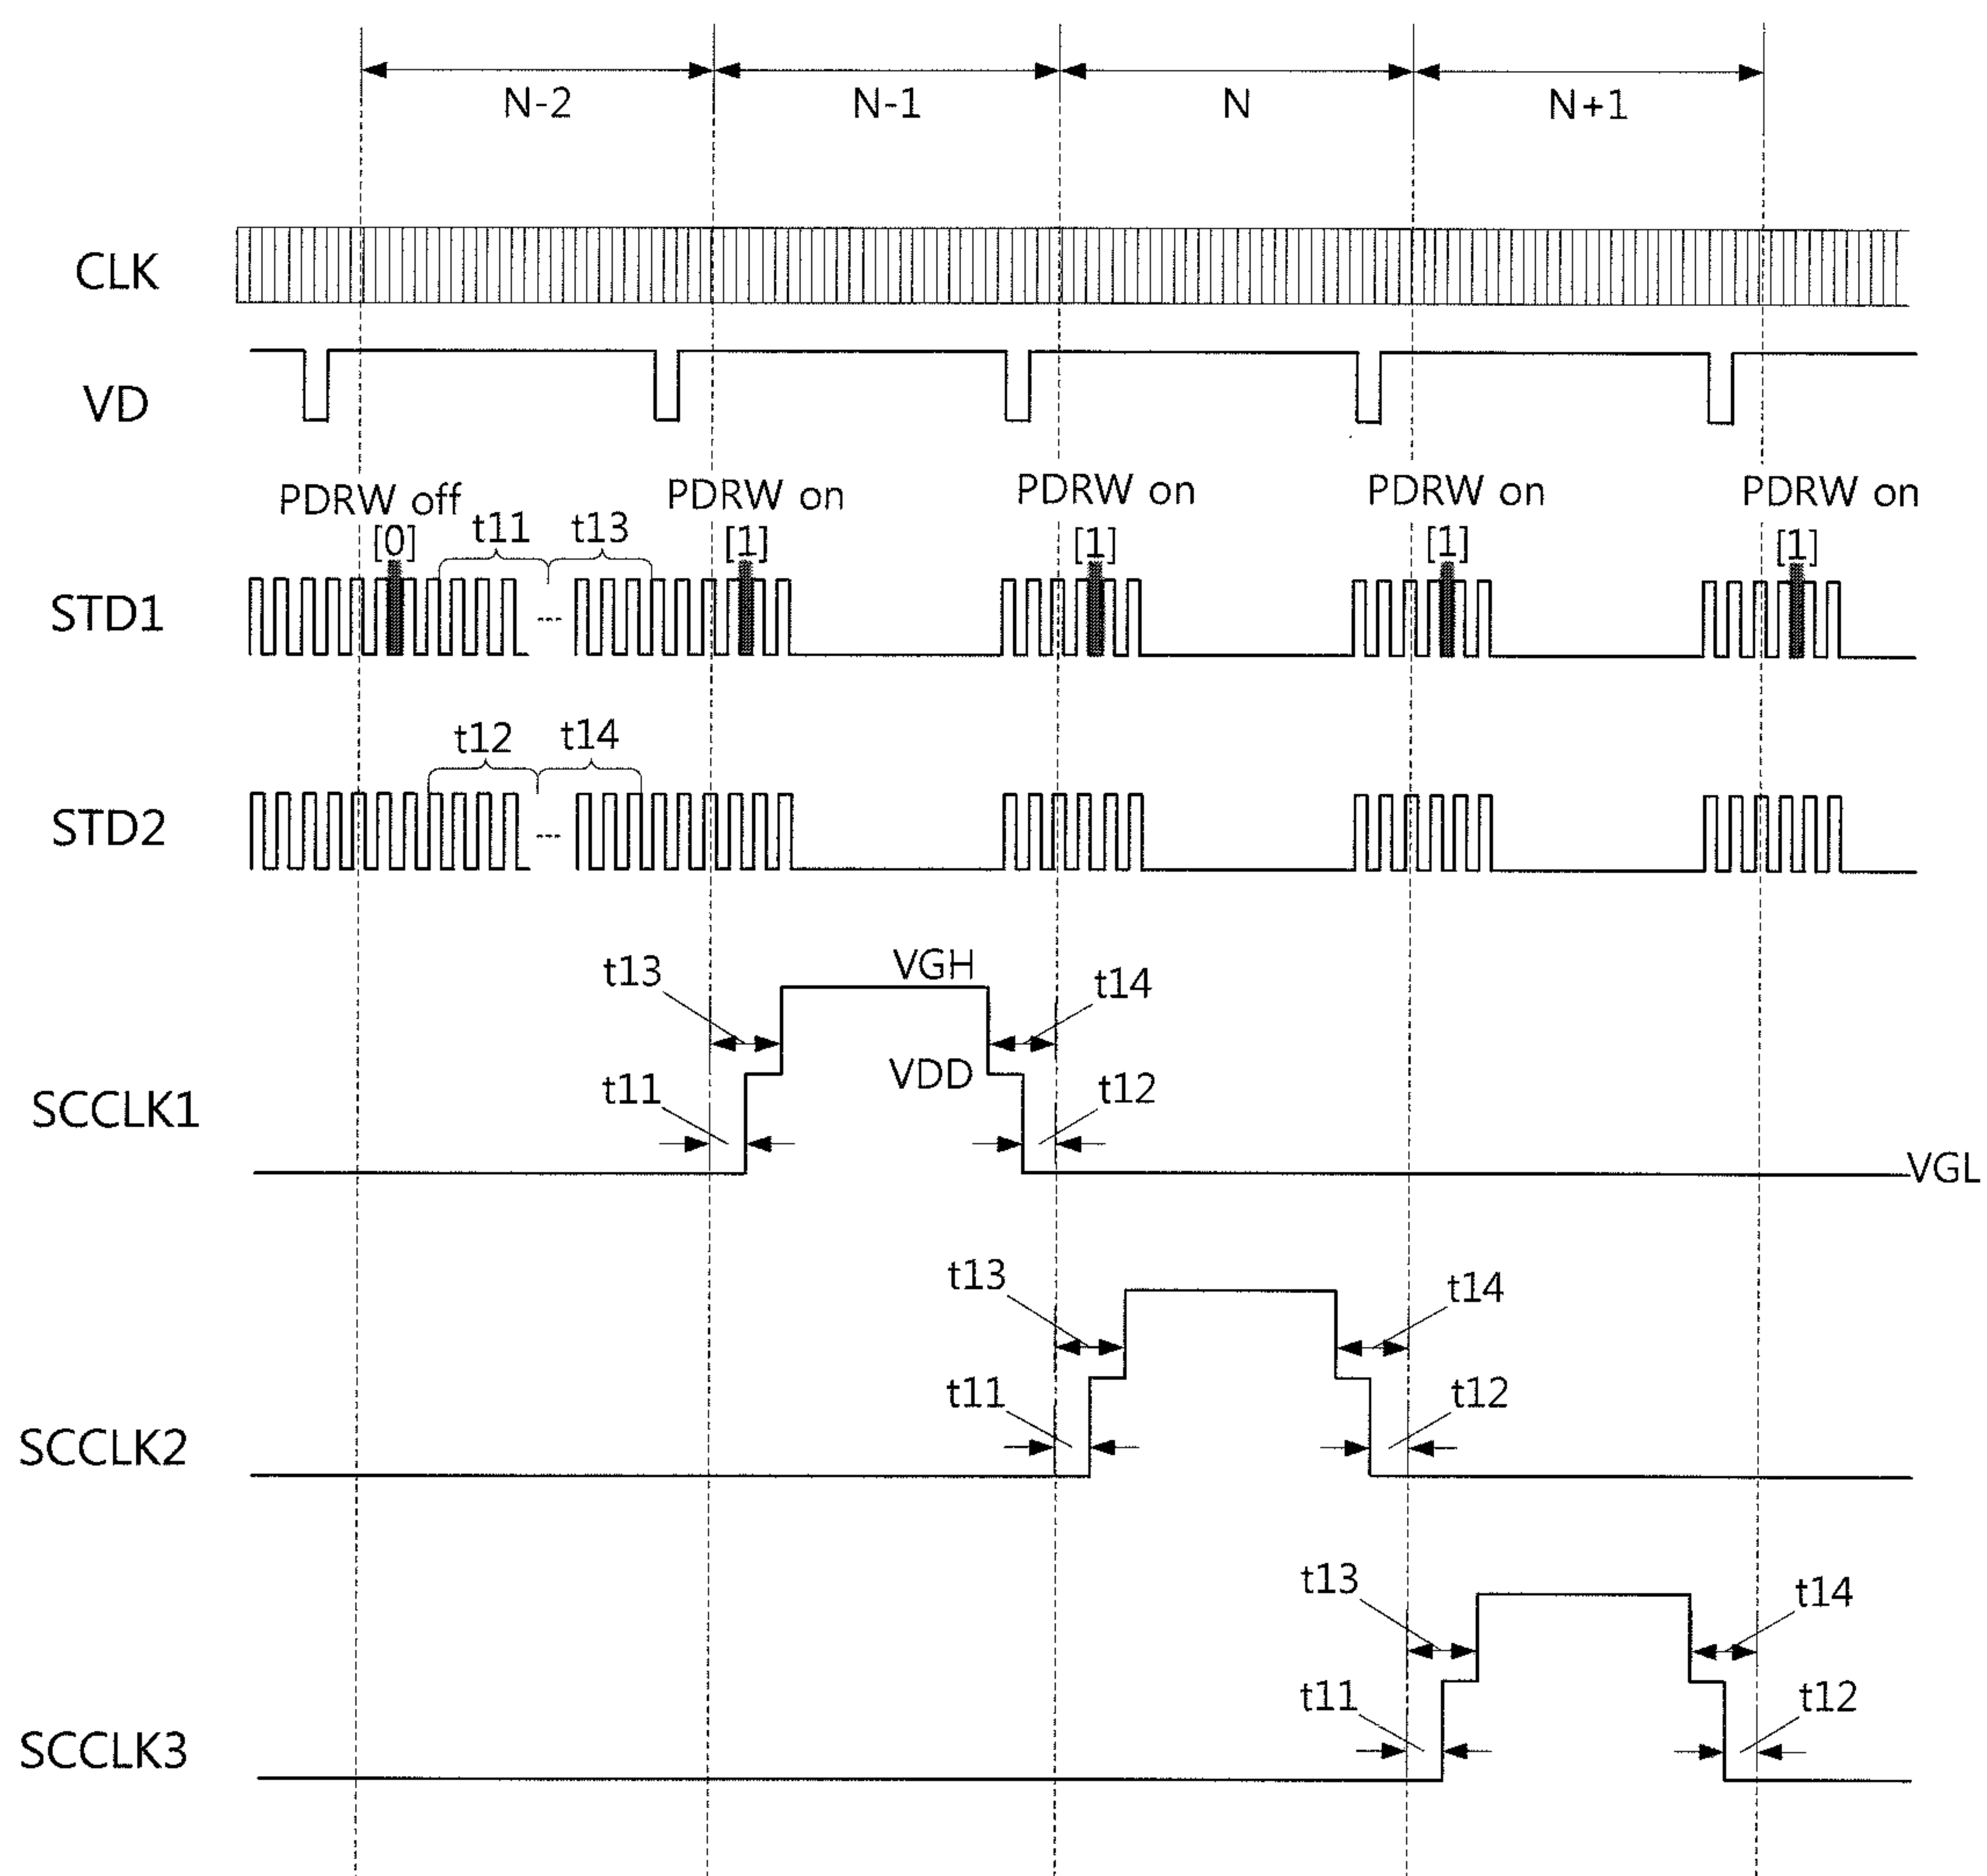 N-2
N-1
N
N+1
CLK
VD
PDRW off
PDRW on
PDRW on
PDRW on
PDRW on
[0]
t11
t13
[1]
[1]
[1]
[1]
STD1
---
t12
t14
STD2
---
VGH
t13
t14
VDD
t11
t12
SCCLK1
VGL
t13
t14
t11
t12
SCCLK2
t13
t14
t11
t12
SCCLK3